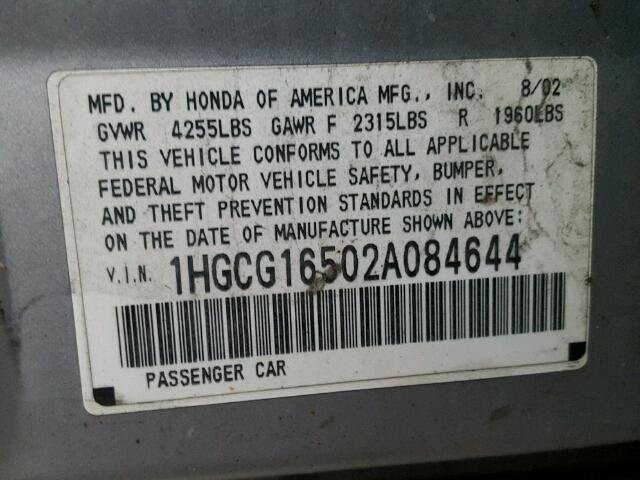 MFD. BY HONDA OF AMERICA MFG., INC. 8/02
GVWR 4255LBS GAWR F 2315LBS R 1960LBS
THIS VEHICLE CONFORMS TO ALL APPLICABLE
FEDERAL MOTOR VEHICLE SAFETY, BUMPER,
AND THEFT PREVENTION STANDARDS IN EFFECT
ON THE DATE OF MANUFACTURE SHOWN ABOVE:
V.I.N. 1HGCG16502A084644
PASSENGER CAR